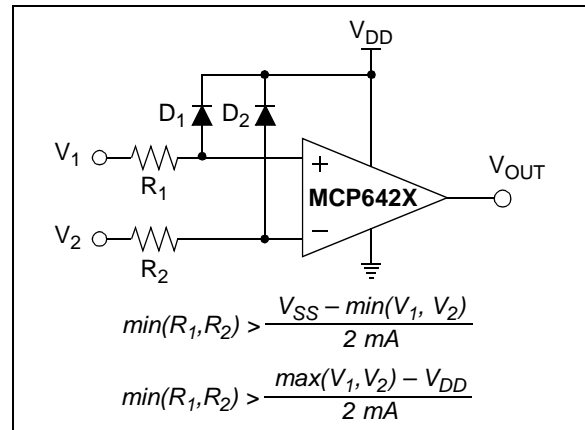 V_DD
D_1 D_2
V_1
R_1
+
MCP642X
V_OUT
V_2
R_2
–
min(R_1,R_2) > V_SS – min(V_1, V_2) / 2 mA
min(R_1,R_2) > max(V_1,V_2) – V_DD / 2 mA